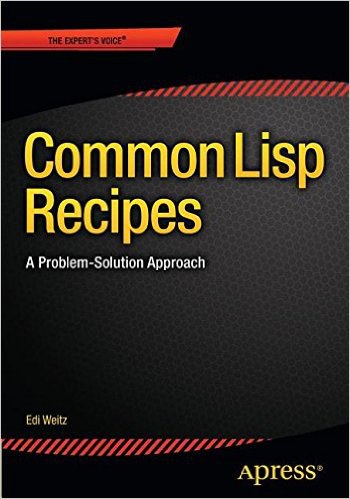 THE EXPERT'S VOICE®
Common Lisp
Recipes
A Problem-Solution Approach
Edi Weitz
Apress®